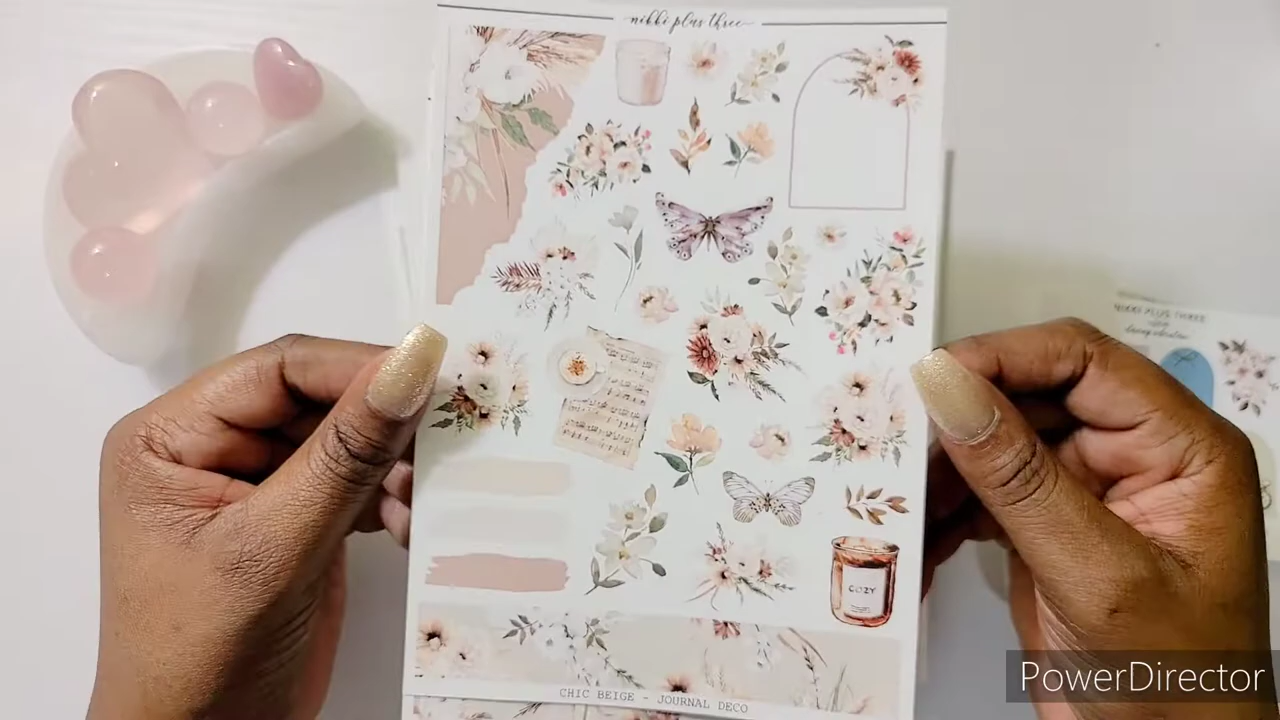 nikki plus three
NIKKI PLUS THREE
COZY
PowerDirector
CHIC BEIGE - JOURNAL DECO